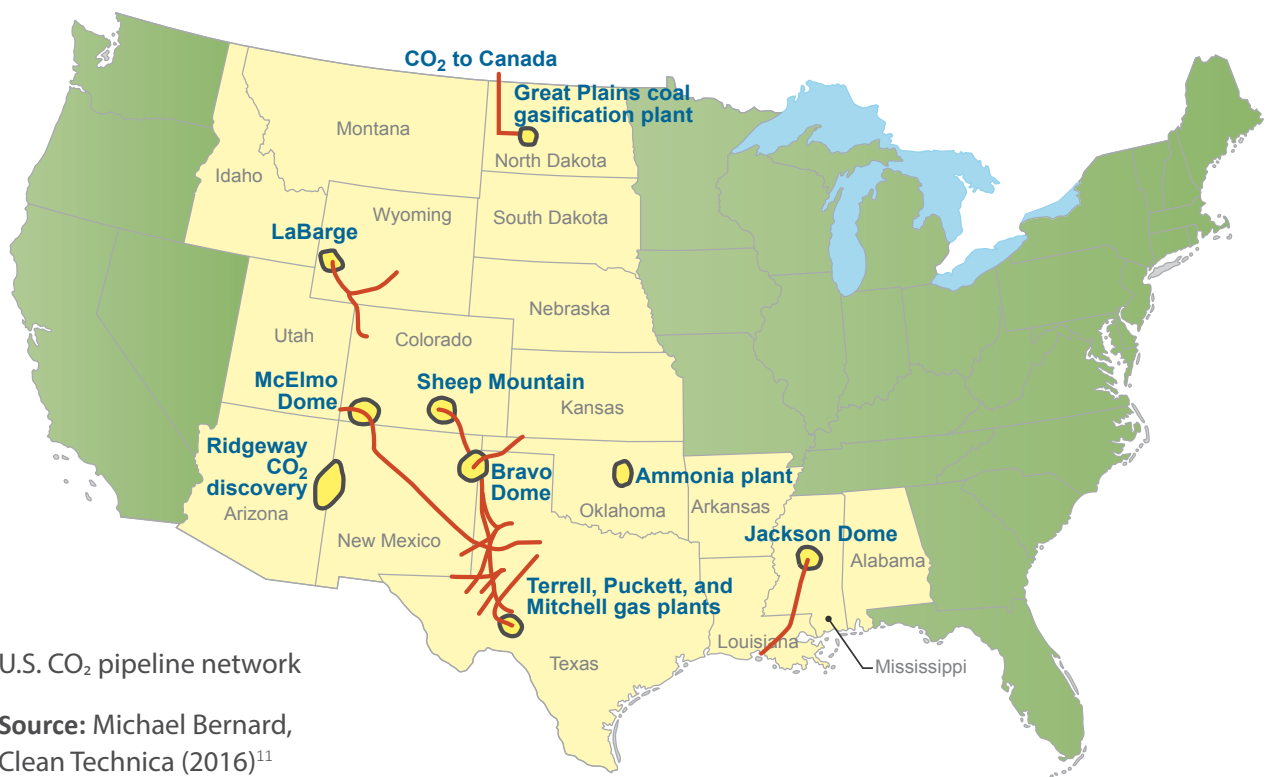 CO₂ to Canada
Great Plains coal
gasification plant
Montana
North Dakota
Idaho
Wyoming
South Dakota
LaBarge
Nebraska
Utah
Colorado
McElmo
Dome
Sheep Mountain
Kansas
Ridgeway
CO₂
discovery
Arizona
Bravo
Dome
Ammonia plant
Oklahoma
Arkansas
New Mexico
Jackson Dome
Alabama
Terrell, Puckett, and
Mitchell gas plants
Louisiana
Texas
Mississippi
U.S. CO₂ pipeline network
Source: Michael Bernard,
Clean Technica (2016)¹¹